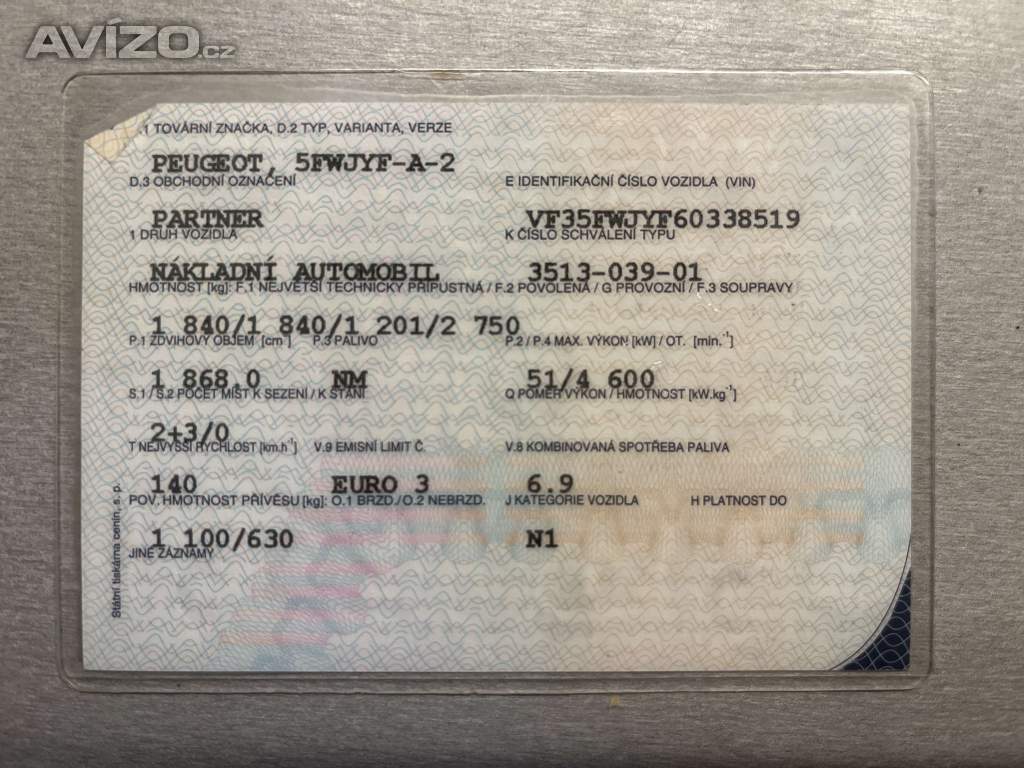 AVÍZO.cz
.1 TOVÁRNÍ ZNAČKA, D.2 TYP, VARIANTA, VERZE
PEUGEOT, 5FWJYF-A-2
D.3 OBCHODNÍ OZNAČENÍ E IDENTIFIKAČNÍ ČÍSLO VOZIDLA (VIN)
PARTNER VF35FWJYF60338519
1 DRUH VOZIDLA K ČÍSLO SCHVÁLENÍ TYPU
NÁKLADNÍ AUTOMOBIL 3513-039-01
HMOTNOST [kg]: F.1 NEJVĚTŠÍ TECHNICKY PŘÍPUSTNÁ / F.2 POVOLENÁ / G PROVOZNÍ / F.3 SOUPRAVY
1 840/1 840/1 201/2 750
P.1 ZDVIHOVÝ OBJEM [cm³] P.3 PALIVO P.2 / P.4 MAX. VÝKON [kW] / OT. [min.⁻¹]
1 868,0 NM 51/4 600
S.1 / S.2 POČET MÍST K SEZENÍ / K STÁNÍ Q POMĚR VÝKON / HMOTNOST [kW.kg⁻¹]
2+3/0
T NEJVYŠŠÍ RYCHLOST [km.h⁻¹] V.9 EMISNÍ LIMIT Č. V.8 KOMBINOVANÁ SPOTŘEBA PALIVA
140 EURO 3 6.9
POV. HMOTNOST PŘÍVĚSU [kg]: O.1 BRZD./O.2 NEBRZD. J KATEGORIE VOZIDLA H PLATNOST DO
1 100/630 N1
JINÉ ZÁZNAMY
Státní tiskárna cenin, s. p.